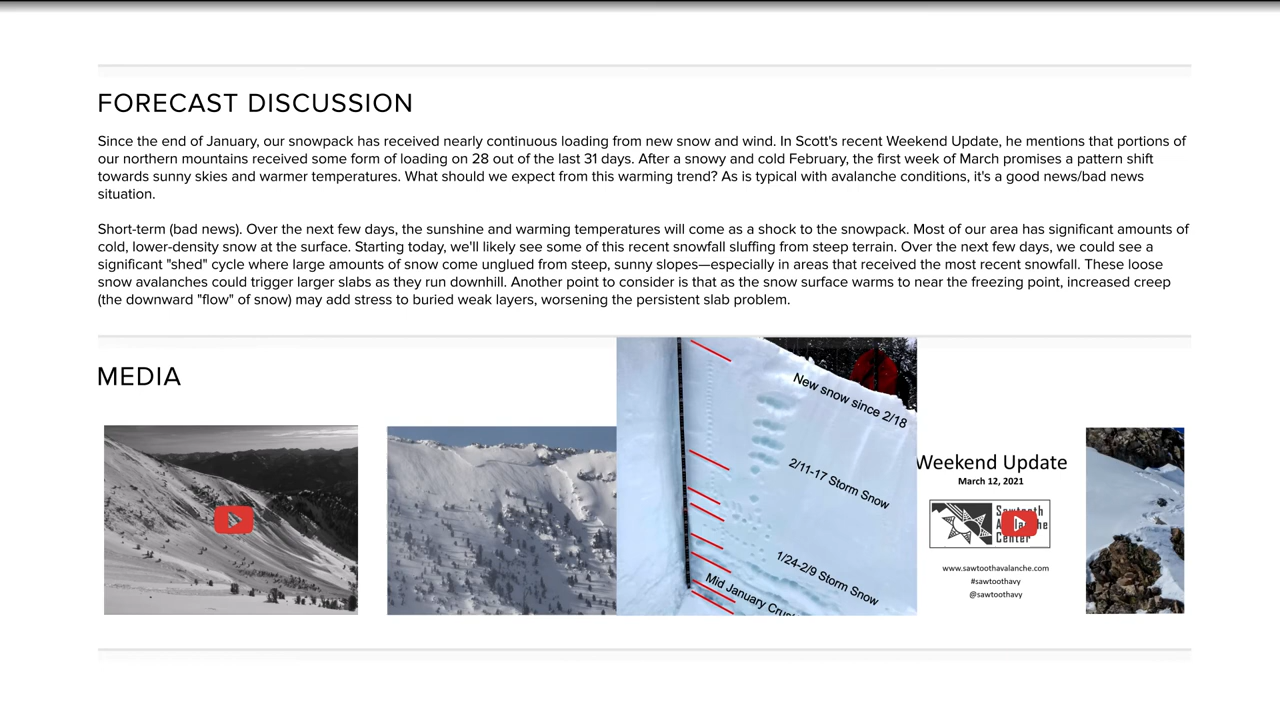 FORECAST DISCUSSION
Since the end of January, our snowpack has received nearly continuous loading from new snow and wind. In Scott's recent Weekend Update, he mentions that portions of
our northern mountains received some form of loading on 28 out of the last 31 days. After a snowy and cold February, the first week of March promises a pattern shift
towards sunny skies and warmer temperatures. What should we expect from this warming trend? As is typical with avalanche conditions, it's a good news/bad news
situation.
Short-term (bad news). Over the next few days, the sunshine and warming temperatures will come as a shock to the snowpack. Most of our area has significant amounts of
cold, lower-density snow at the surface. Starting today, we'll likely see some of this recent snowfall sluffing from steep terrain. Over the next few days, we could see a
significant "shed" cycle where large amounts of snow come unglued from steep, sunny slopes—especially in areas that received the most recent snowfall. These loose
snow avalanches could trigger larger slabs as they run downhill. Another point to consider is that as the snow surface warms to near the freezing point, increased creep
(the downward "flow" of snow) may add stress to buried weak layers, worsening the persistent slab problem.
MEDIA
New snow since 2/18
2/11-17 Storm Snow
1/24-2/9 Storm Snow
Mid January Crus
Weekend Update
March 12, 2021
Sawtooth
Avalanche
Center
www.sawtoothavalanche.com
#sawtoothavy
@sawtoothavy